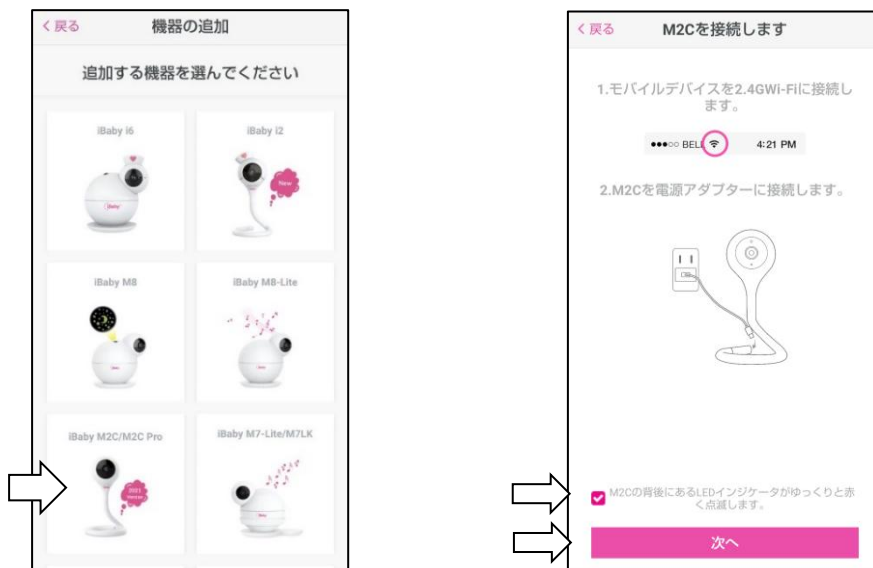 戻る 機器の追加
追加する機器を選んでください
iBaby i6
iBaby i2
New
iBaby
iBaby M8
iBaby M8-Lite
iBaby M2C/M2C Pro
iBaby M7-Lite/M7LK
2021
戻る M2Cを接続します
1.モバイルデバイスを2.4GWi-Fiに接続し
ます。
BELL 4:21 PM
2.M2Cを電源アダプターに接続します。
M2Cの背後にあるLEDインジケータがゆっくりと赤
く点滅します。
次へ